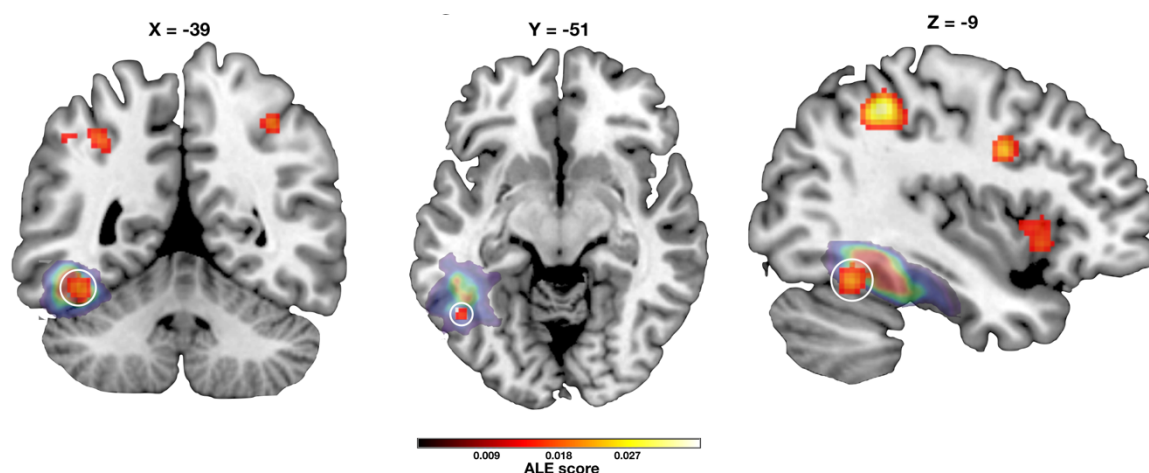 X = -39
Y = -51
Z = -9
0.009 0.018 0.027
ALE score